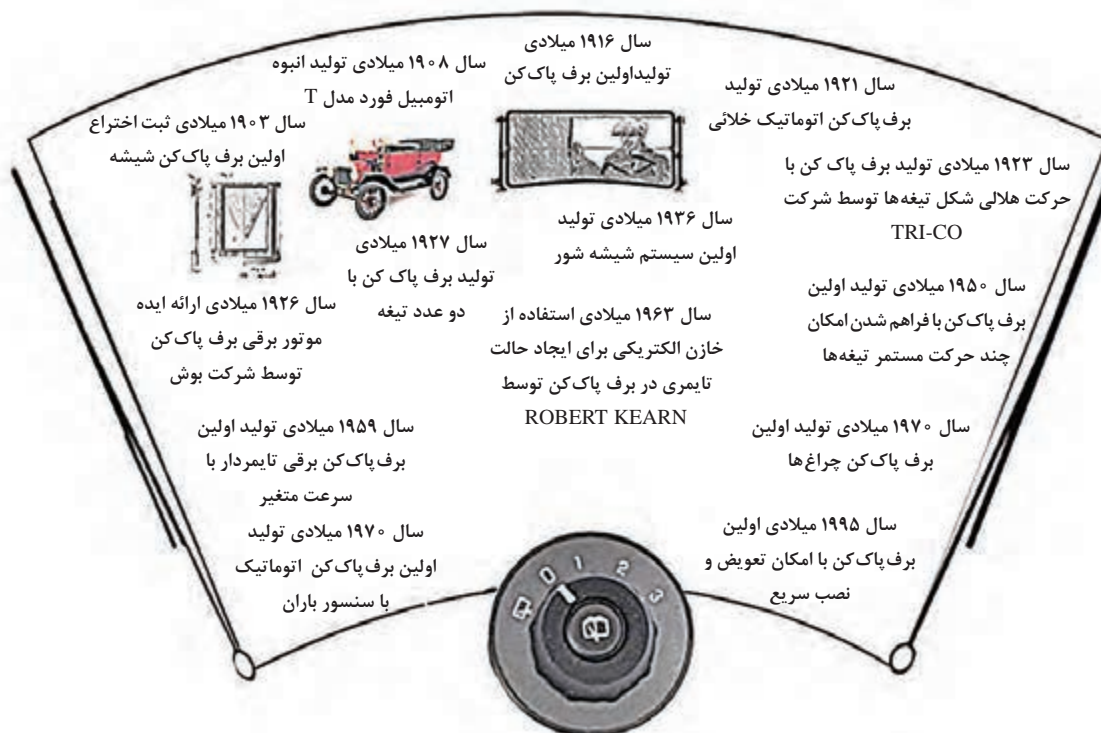 سال ۱۹۱۶ میلادی
تولیداولین برف پاک‌کن
سال ۱۹۰۸ میلادی تولید انبوه
اتومبیل فورد مدل T
سال ۱۹۲۱ میلادی تولید
برف‌پاک‌کن اتوماتیک خلائی
سال ۱۹۰۳ میلادی ثبت اختراع
اولین برف پاک‌کن شیشه
سال ۱۹۲۳ میلادی تولید برف پاک کن با
حرکت هلالی شکل تیغه‌ها توسط شرکت
TRI-CO
سال ۱۹۳۶ میلادی تولید
اولین سیستم شیشه شور
سال ۱۹۲۷ میلادی
تولید برف پاک کن با
دو عدد تیغه
سال ۱۹۵۰ میلادی تولید اولین
برف‌پاک‌کن با فراهم شدن امکان
چند حرکت مستمر تیغه‌ها
سال ۱۹۲۶ میلادی ارائه ایده
موتور برقی برف پاک‌کن
توسط شرکت بوش
سال ۱۹۶۳ میلادی استفاده از
خازن الکتریکی برای ایجاد حالت
تایمری در برف پاک‌کن توسط
ROBERT KEARN
سال ۱۹۷۰ میلادی تولید اولین
برف پاک‌کن چراغ‌ها
سال ۱۹۵۹ میلادی تولید اولین
برف‌پاک‌کن برقی تایمردار با
سرعت متغیر
سال ۱۹۹۵ میلادی اولین
برف‌پاک‌کن با امکان تعویض و
نصب سریع
سال ۱۹۷۰ میلادی تولید
اولین برف‌پاک‌کن اتوماتیک
با سنسور باران
0 1 2 3